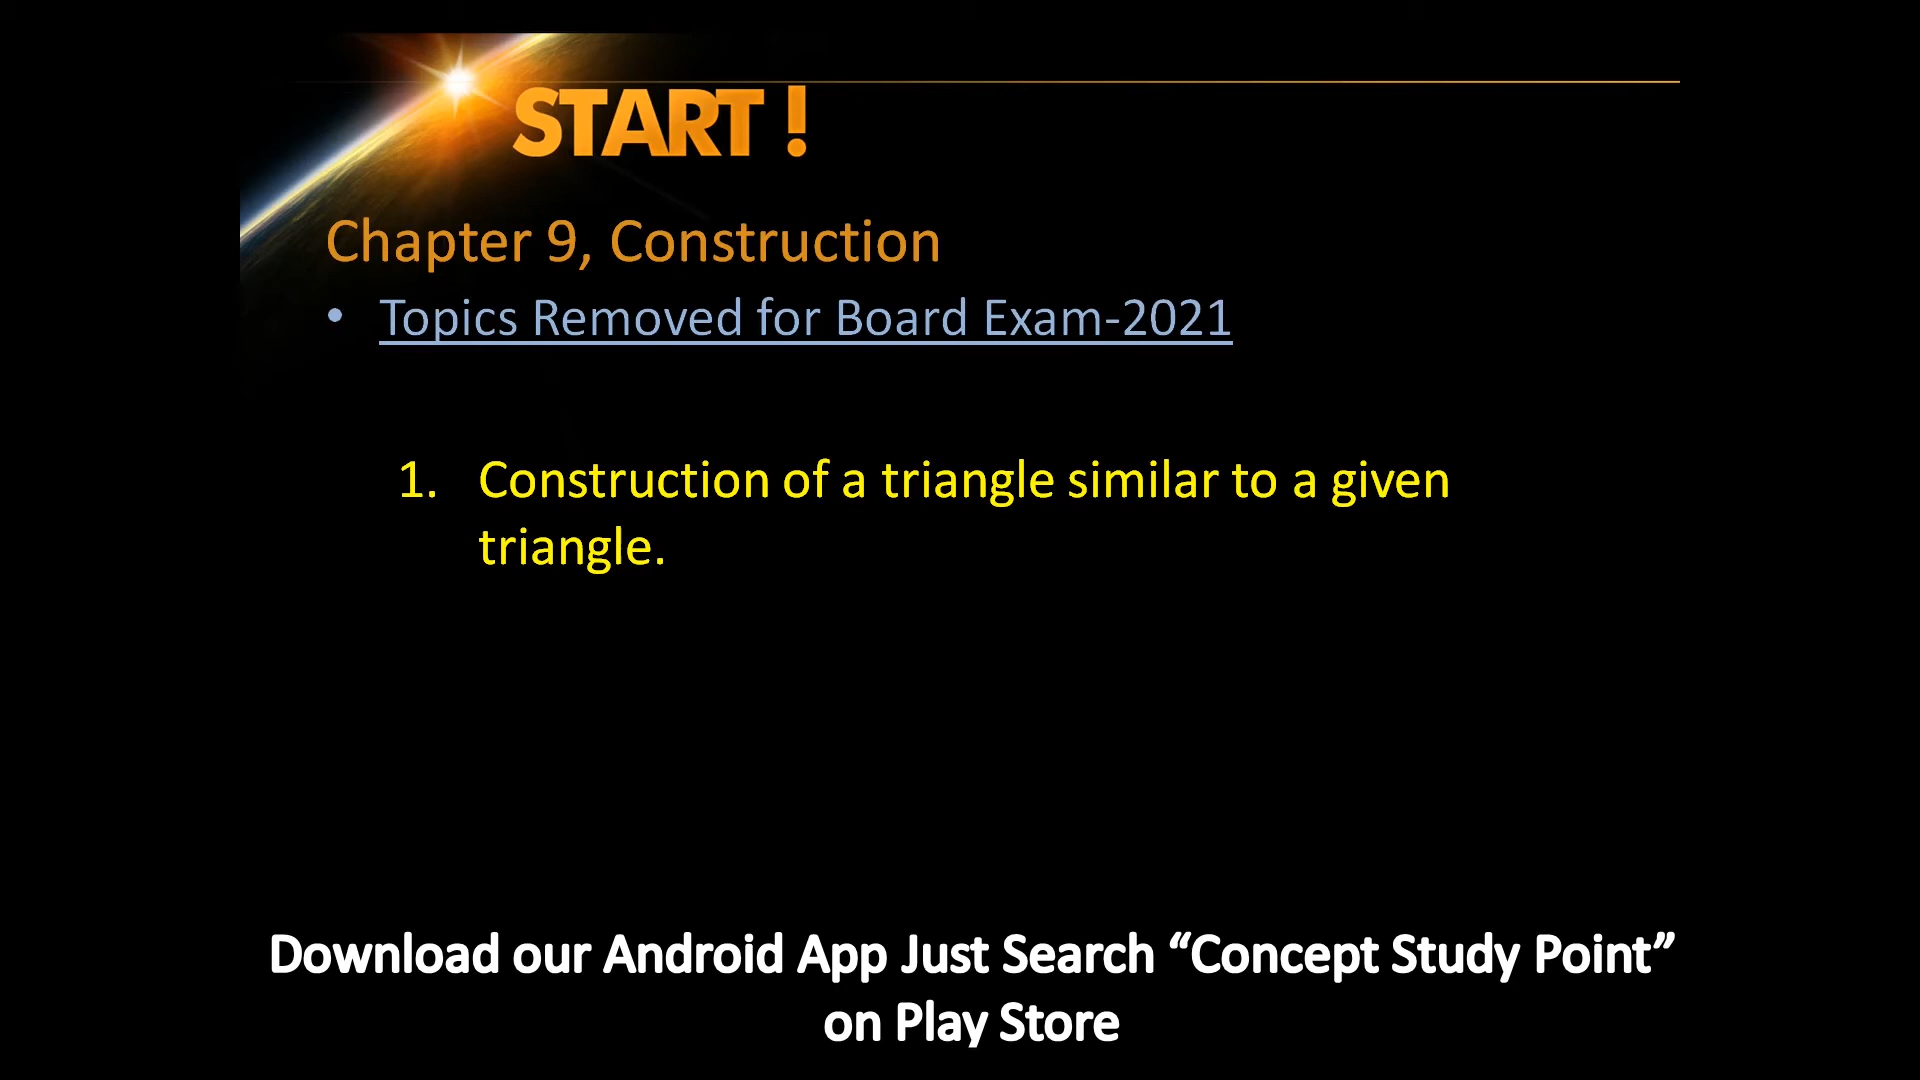 START !
Chapter 9, Construction
• Topics Removed for Board Exam-2021
1. Construction of a triangle similar to a given
triangle.
Download our Android App Just Search “Concept Study Point”
on Play Store